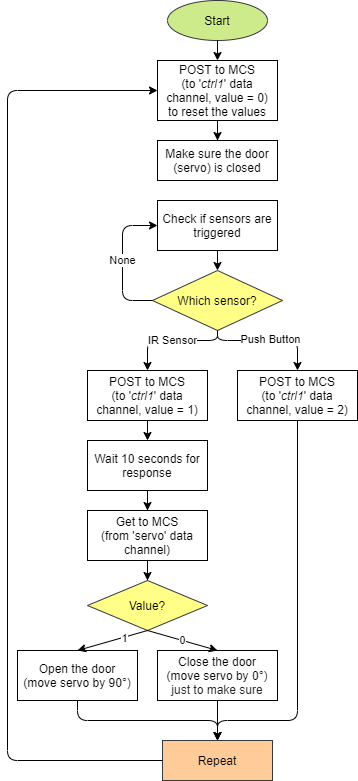 Start
POST to MCS
(to 'ctrl1' data
channel, value = 0)
to reset the values
Make sure the door
(servo) is closed
Check if sensors are
triggered
None
Which sensor?
IR Sensor
Push Button
POST to MCS
(to 'ctrl1' data
channel, value = 1)
POST to MCS
(to 'ctrl1' data
channel, value = 2)
Wait 10 seconds for
response
Get to MCS
(from 'servo' data
channel)
Value?
1
0
Open the door
(move servo by 90°)
Close the door
(move servo by 0°)
just to make sure
Repeat